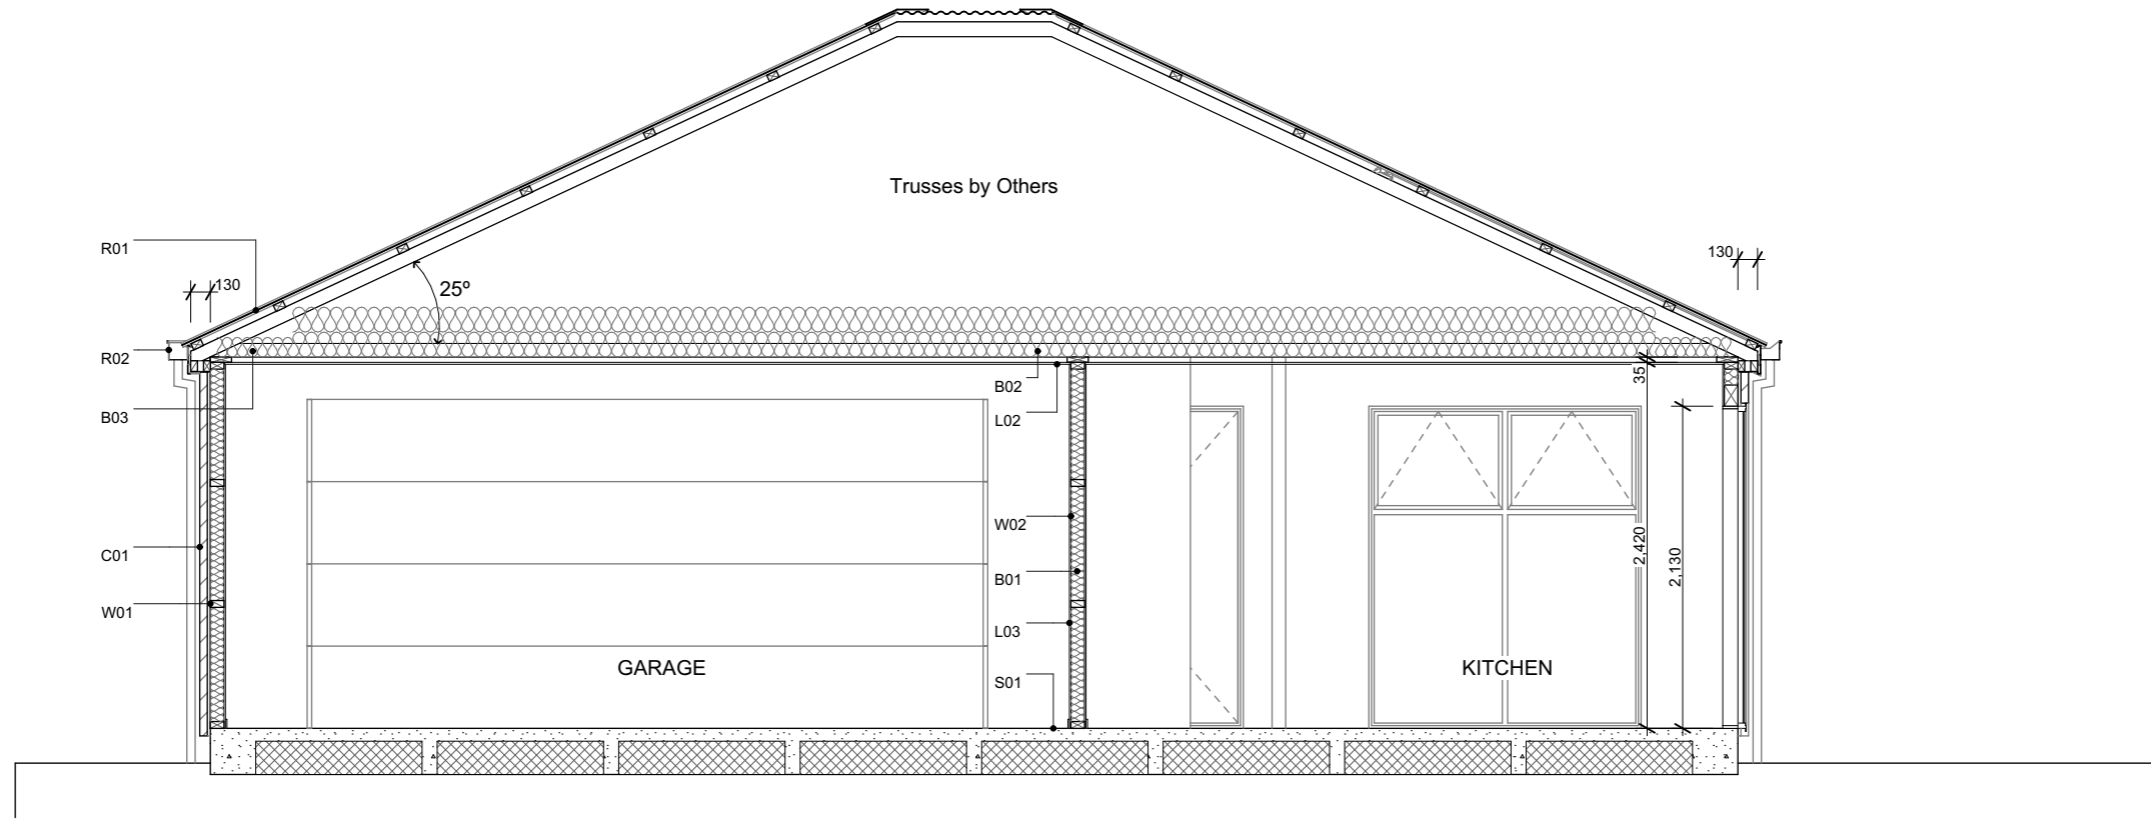 Trusses by Others
R01
130
130
25º
R02
B03
B02
L02
35
W02
C01
2,420
2,130
B01
W01
L03
GARAGE
KITCHEN
S01